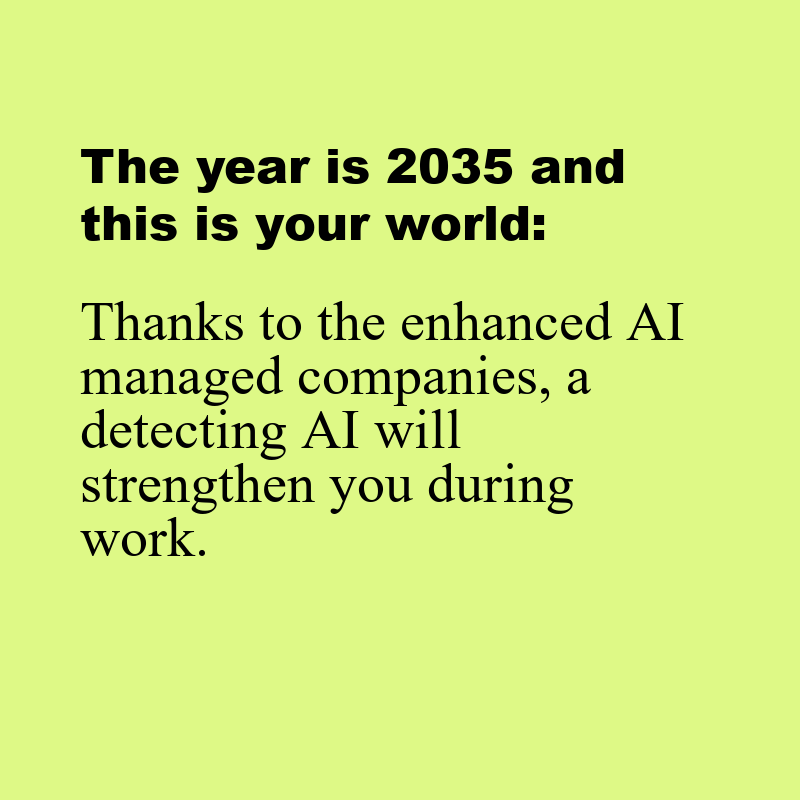 The year is 2035 and
this is your world:
Thanks to the enhanced AI
managed companies, a
detecting AI will
strengthen you during
work.